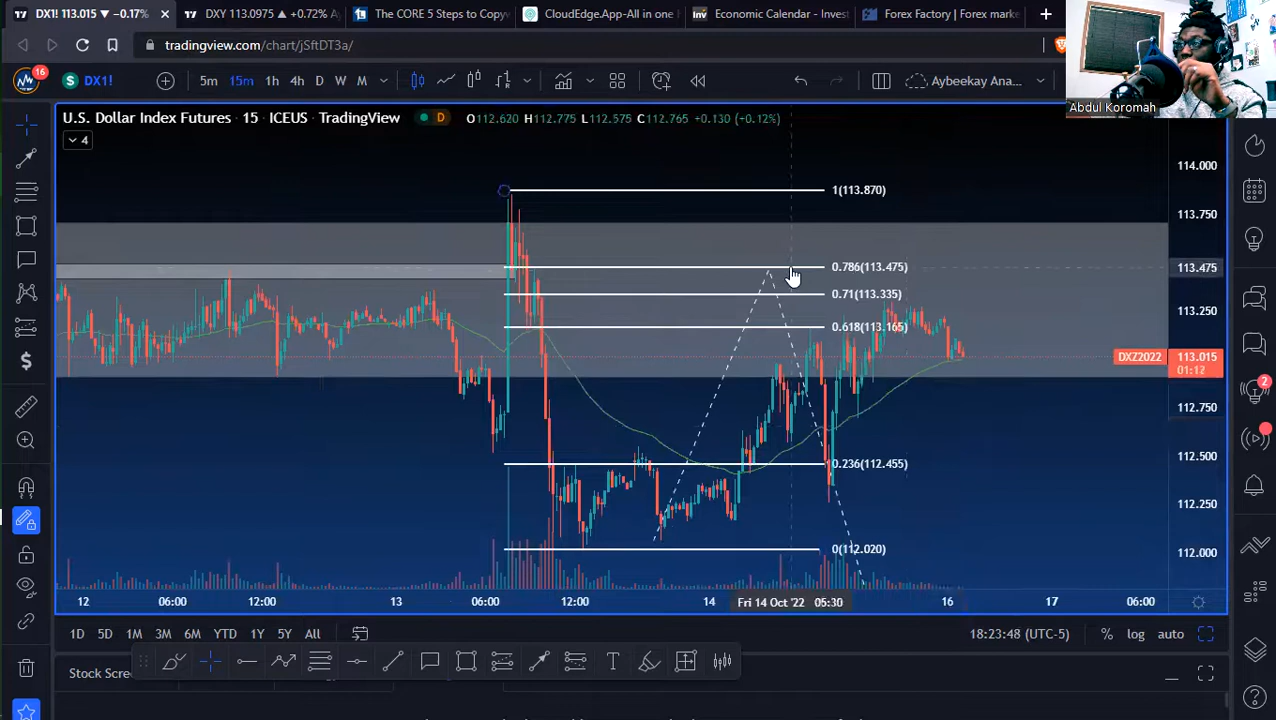 DX1! 113.015 ▼ −0.17%
DXY 113.0975 ▲ +0.72%
The CORE 5 Steps to Copyw
CloudEdge.App-All in one
Economic Calendar - Invest
Forex Factory | Forex mark
tradingview.com/chart/jSftDT3a/
Abdul Koromah
16
DX1!
5m 15m 1h 4h D W M
Aybeekay Ana...
U.S. Dollar Index Futures · 15 · ICEUS · TradingView
D
O112.620 H112.775 L112.575 C112.765 +0.130 (+0.12%)
4
114.000
1(113.870)
113.750
0.786(113.475)
113.475
0.71(113.335)
113.250
0.618(113.165)
DXZ2022 113.015
01:12
112.750
0.236(112.455)
112.500
112.250
0(112.020)
112.000
12 06:00 12:00 13 06:00 12:00 14 Fri 14 Oct '22 05:30 16 17 06:00
1D 5D 1M 3M 6M YTD 1Y 5Y All
18:23:48 (UTC-5) % log auto
Stock Scre
2